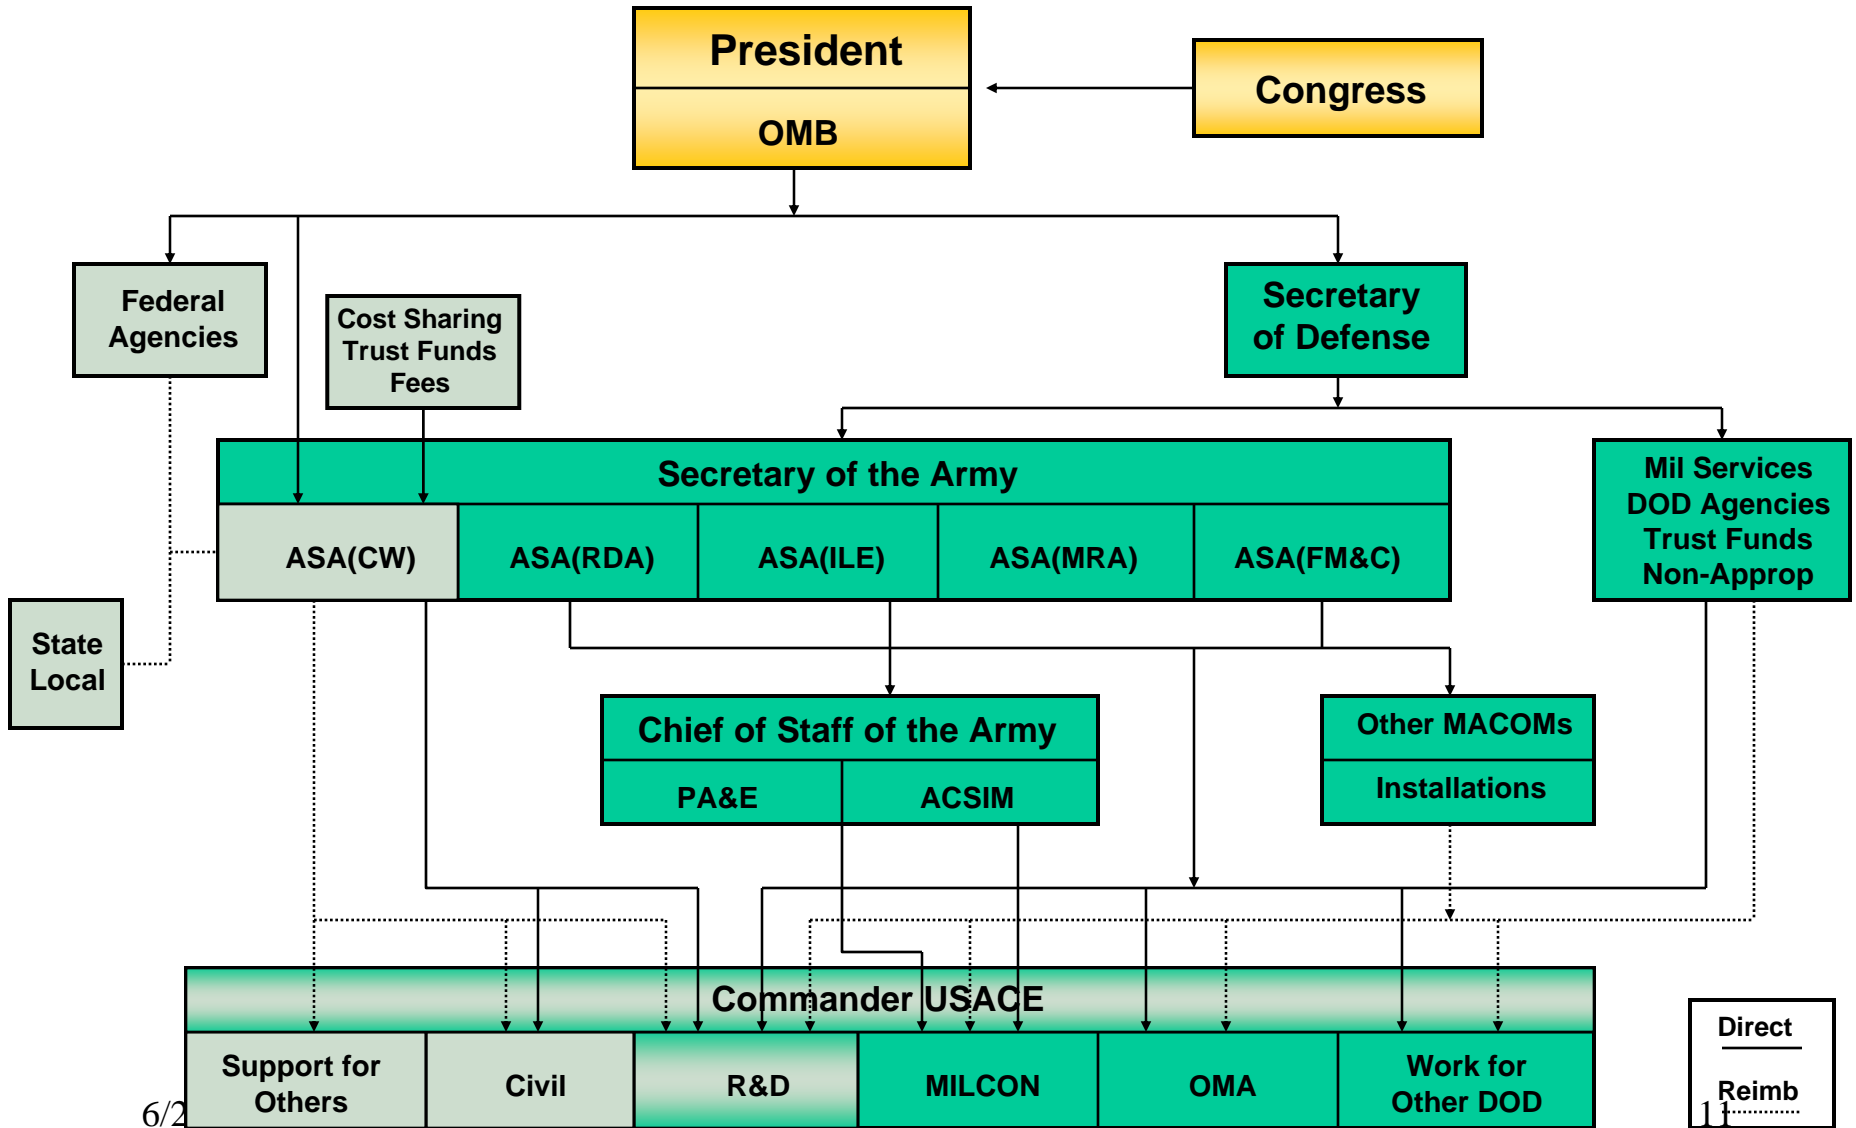 President
OMB
Congress
Federal
Agencies
Cost Sharing
Trust Funds
Fees
Secretary
of Defense
Secretary of the Army
ASA(CW)
ASA(RDA)
ASA(ILE)
ASA(MRA)
ASA(FM&C)
Mil Services
DOD Agencies
Trust Funds
Non-Approp
State
Local
Chief of Staff of the Army
PA&E
ACSIM
Other MACOMs
Installations
Commander USACE
Support for
Others
Civil
R&D
MILCON
OMA
Work for
Other DOD
Direct
Reimb
6/2
11